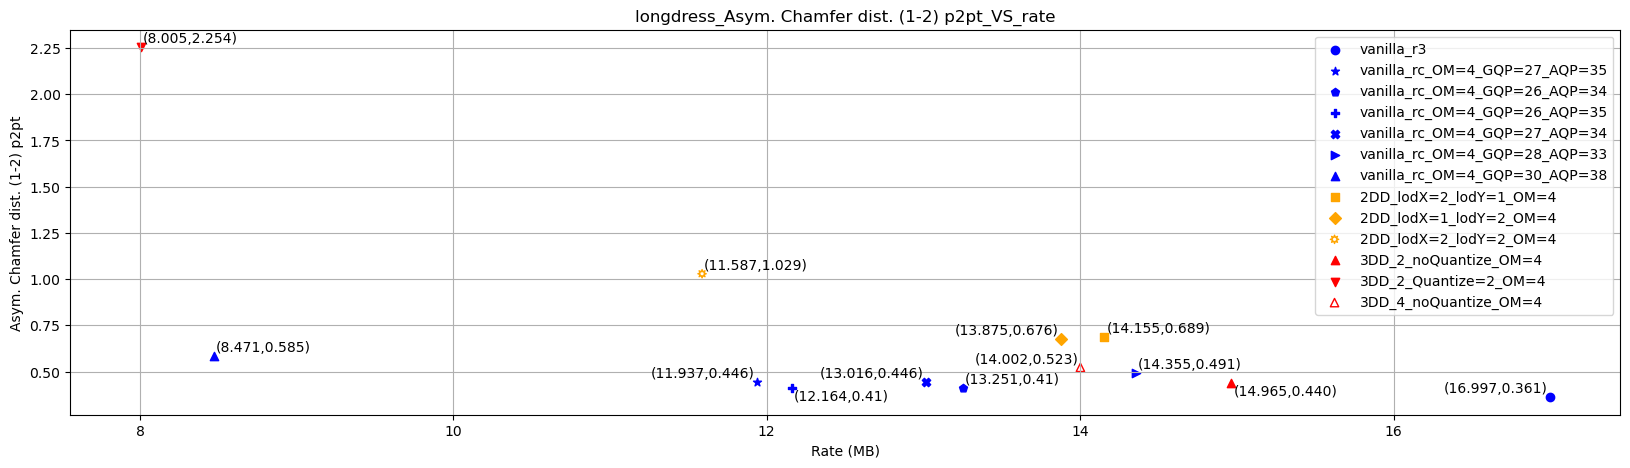 longdress_Asym. Chamfer dist. (1-2) p2pt_VS_rate
Asym. Chamfer dist. (1-2) p2pt
2.25
2.00
1.75
1.50
1.25
1.00
0.75
0.50
(8.005,2.254)
(11.587,1.029)
(13.875,0.676)
(14.155,0.689)
(8.471,0.585)
(14.002,0.523)
(14.355,0.491)
(11.937,0.446)
(13.016,0.446)
(13.251,0.41)
(12.164,0.41)
(14.965,0.440)
(16.997,0.361)
vanilla_r3
vanilla_rc_OM=4_GQP=27_AQP=35
vanilla_rc_OM=4_GQP=26_AQP=34
vanilla_rc_OM=4_GQP=26_AQP=35
vanilla_rc_OM=4_GQP=27_AQP=34
vanilla_rc_OM=4_GQP=28_AQP=33
vanilla_rc_OM=4_GQP=30_AQP=38
2DD_lodX=2_lodY=1_OM=4
2DD_lodX=1_lodY=2_OM=4
2DD_lodX=2_lodY=2_OM=4
3DD_2_noQuantize_OM=4
3DD_2_Quantize=2_OM=4
3DD_4_noQuantize_OM=4
8
10
12
14
16
Rate (MB)